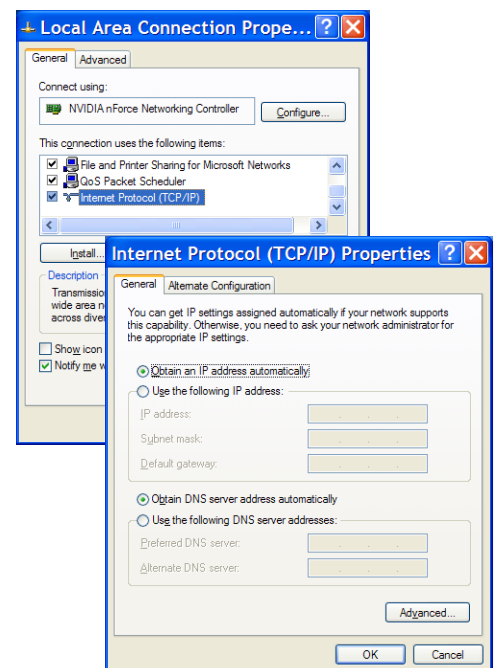 Local Area Connection Prope...
General Advanced
Connect using:
NVIDIA nForce Networking Controller Configure...
This connection uses the following items:
File and Printer Sharing for Microsoft Networks
QoS Packet Scheduler
Internet Protocol (TCP/IP)
Install...
Description
Transmissio
wide area n
across diver
Show icon
Notify me w
Internet Protocol (TCP/IP) Properties
General Alternate Configuration
You can get IP settings assigned automatically if your network supports
this capability. Otherwise, you need to ask your network administrator for
the appropriate IP settings.
Obtain an IP address automatically
Use the following IP address:
IP address:
Subnet mask:
Default gateway:
Obtain DNS server address automatically
Use the following DNS server addresses:
Preferred DNS server:
Alternate DNS server:
Advanced...
OK Cancel